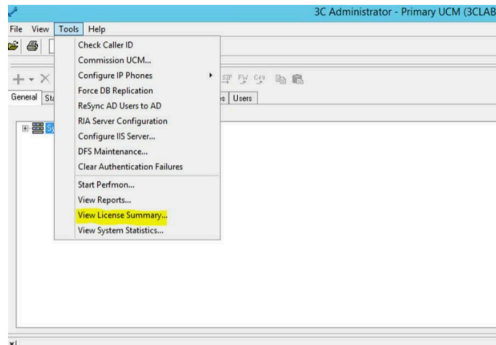 3C Administrator - Primary UCM (3CLAB
File View Tools Help
Check Caller ID
Commission UCM...
Configure IP Phones
Force DB Replication
ReSync AD Users to AD
RIA Server Configuration
Configure IIS Server...
DFS Maintenance...
Clear Authentication Failures
Start Perfmon...
View Reports...
View License Summary...
View System Statistics...
General Users